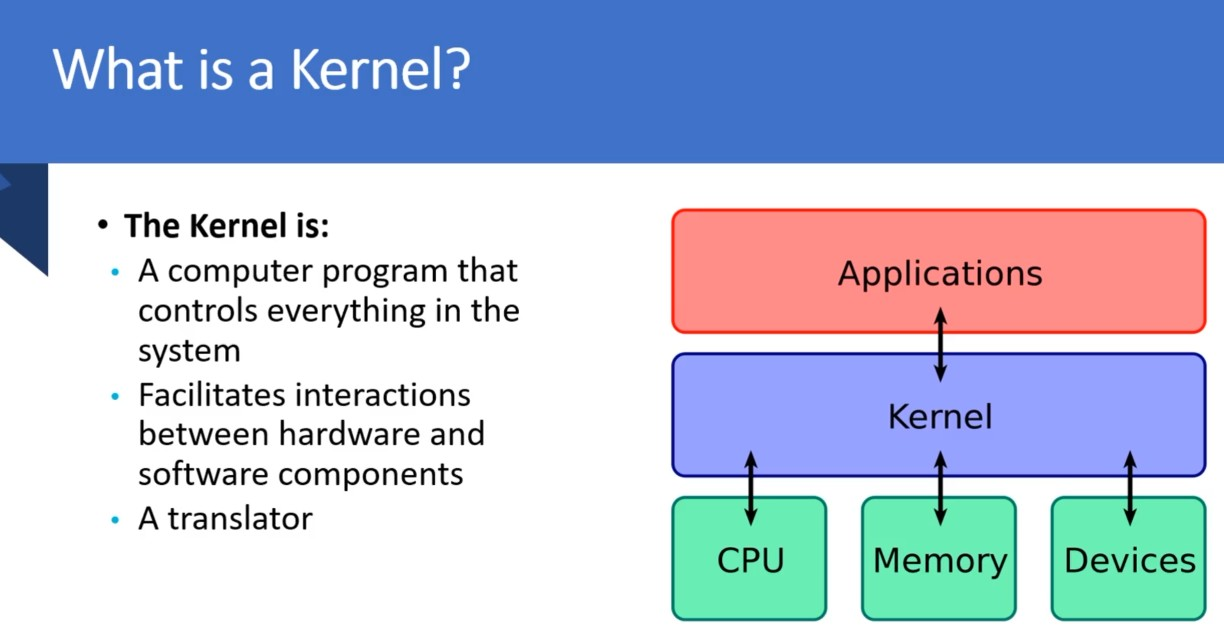 What is a Kernel?
• The Kernel is:
• A computer program that
controls everything in the
system
• Facilitates interactions
between hardware and
software components
• A translator
Applications
Kernel
CPU
Memory
Devices